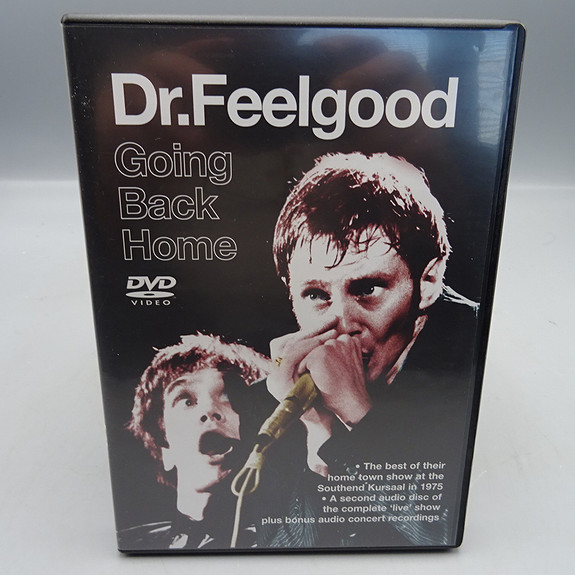 Dr.Feelgood
Going
Back
Home
DVD
VIDEO
• The best of their
home town show at the
Southend Kursaal in 1975
• A second audio disc of
the complete 'live' show
plus bonus audio concert recordings